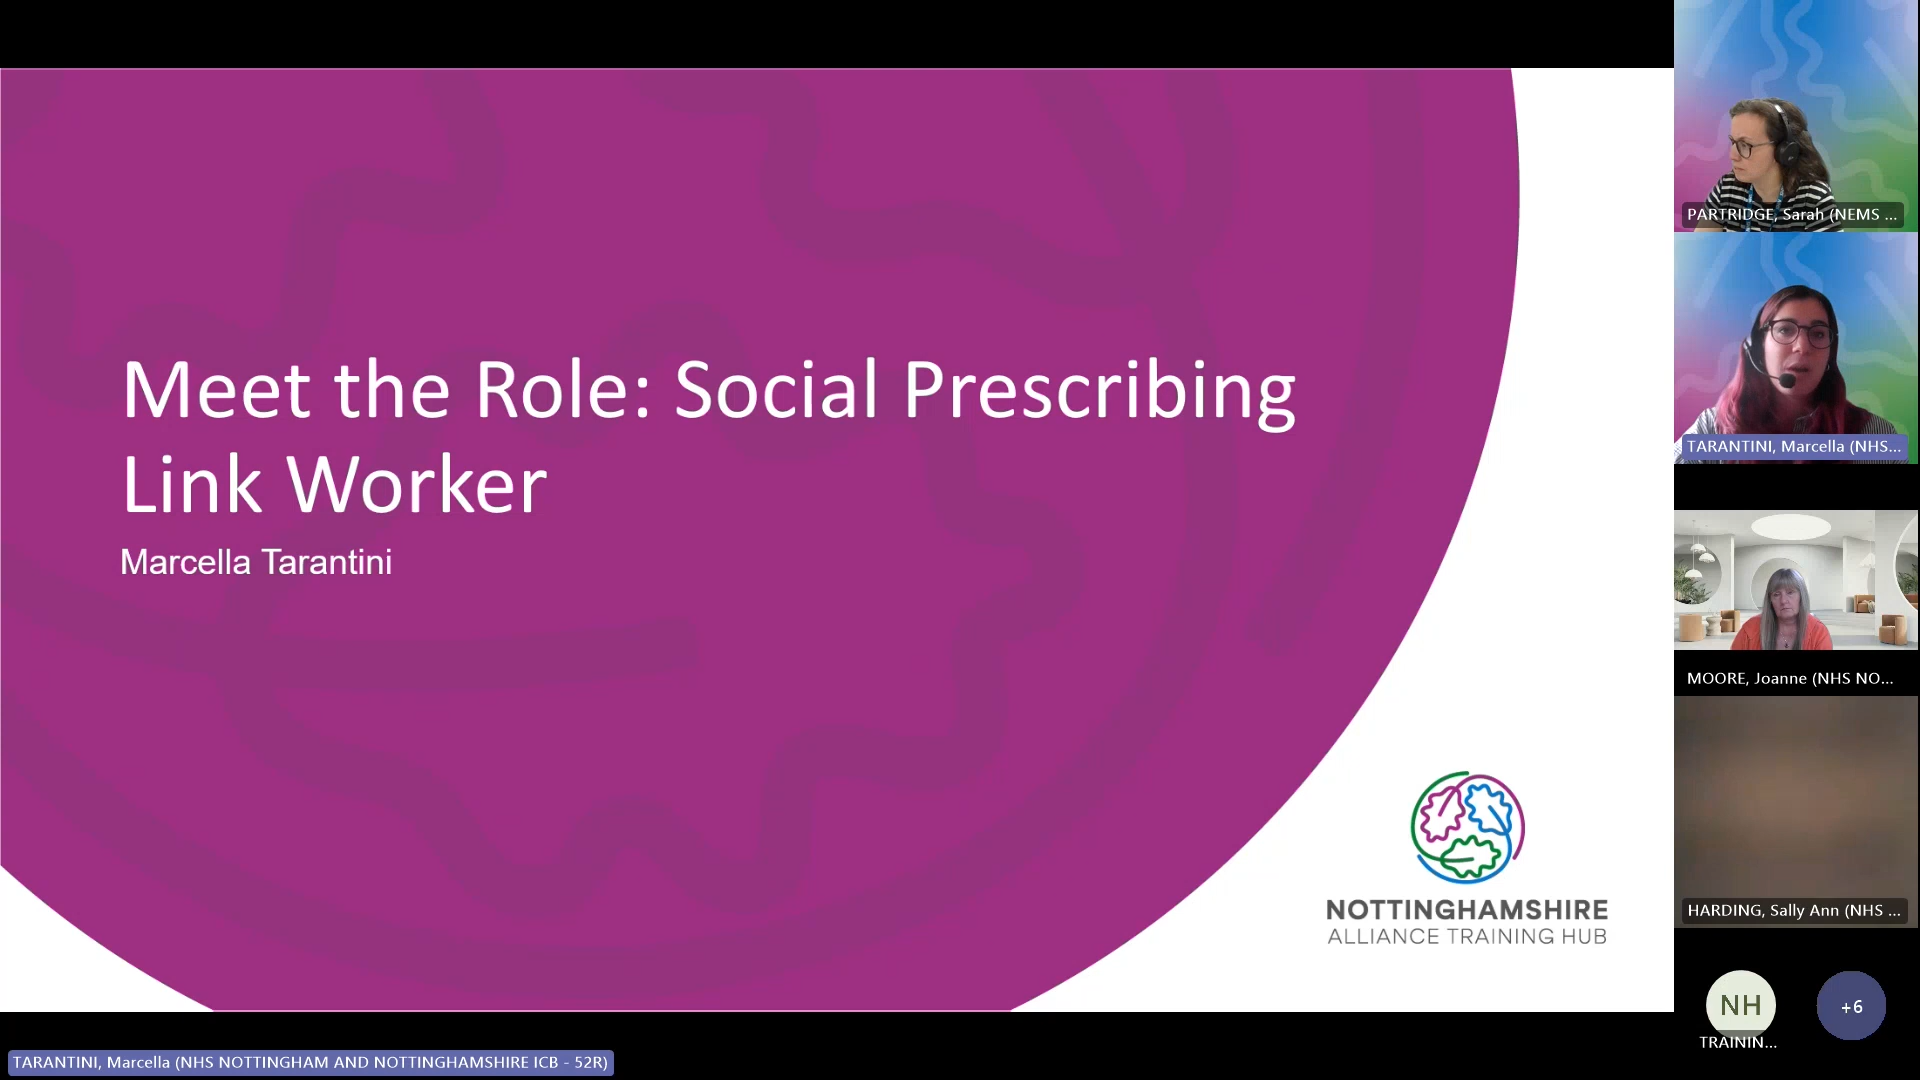 Meet the Role: Social Prescribing
Link Worker
Marcella Tarantini
NOTTINGHAMSHIRE
ALLIANCE TRAINING HUB
PARTRIDGE, Sarah (NEMS ...
TARANTINI, Marcella (NHS...
MOORE, Joanne (NHS NO...
HARDING, Sally Ann (NHS ...
NH
+6
TRAININ...
TARANTINI, Marcella (NHS NOTTINGHAM AND NOTTINGHAMSHIRE ICB - 52R)